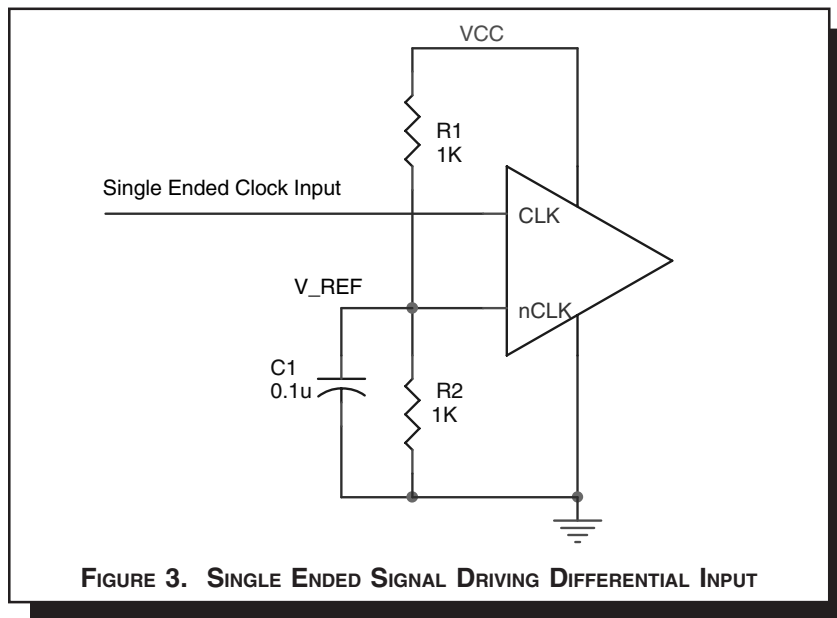 VCC
R1
1K
Single Ended Clock Input
CLK
V_REF
nCLK
C1
0.1u
R2
1K
FIGURE 3. SINGLE ENDED SIGNAL DRIVING DIFFERENTIAL INPUT